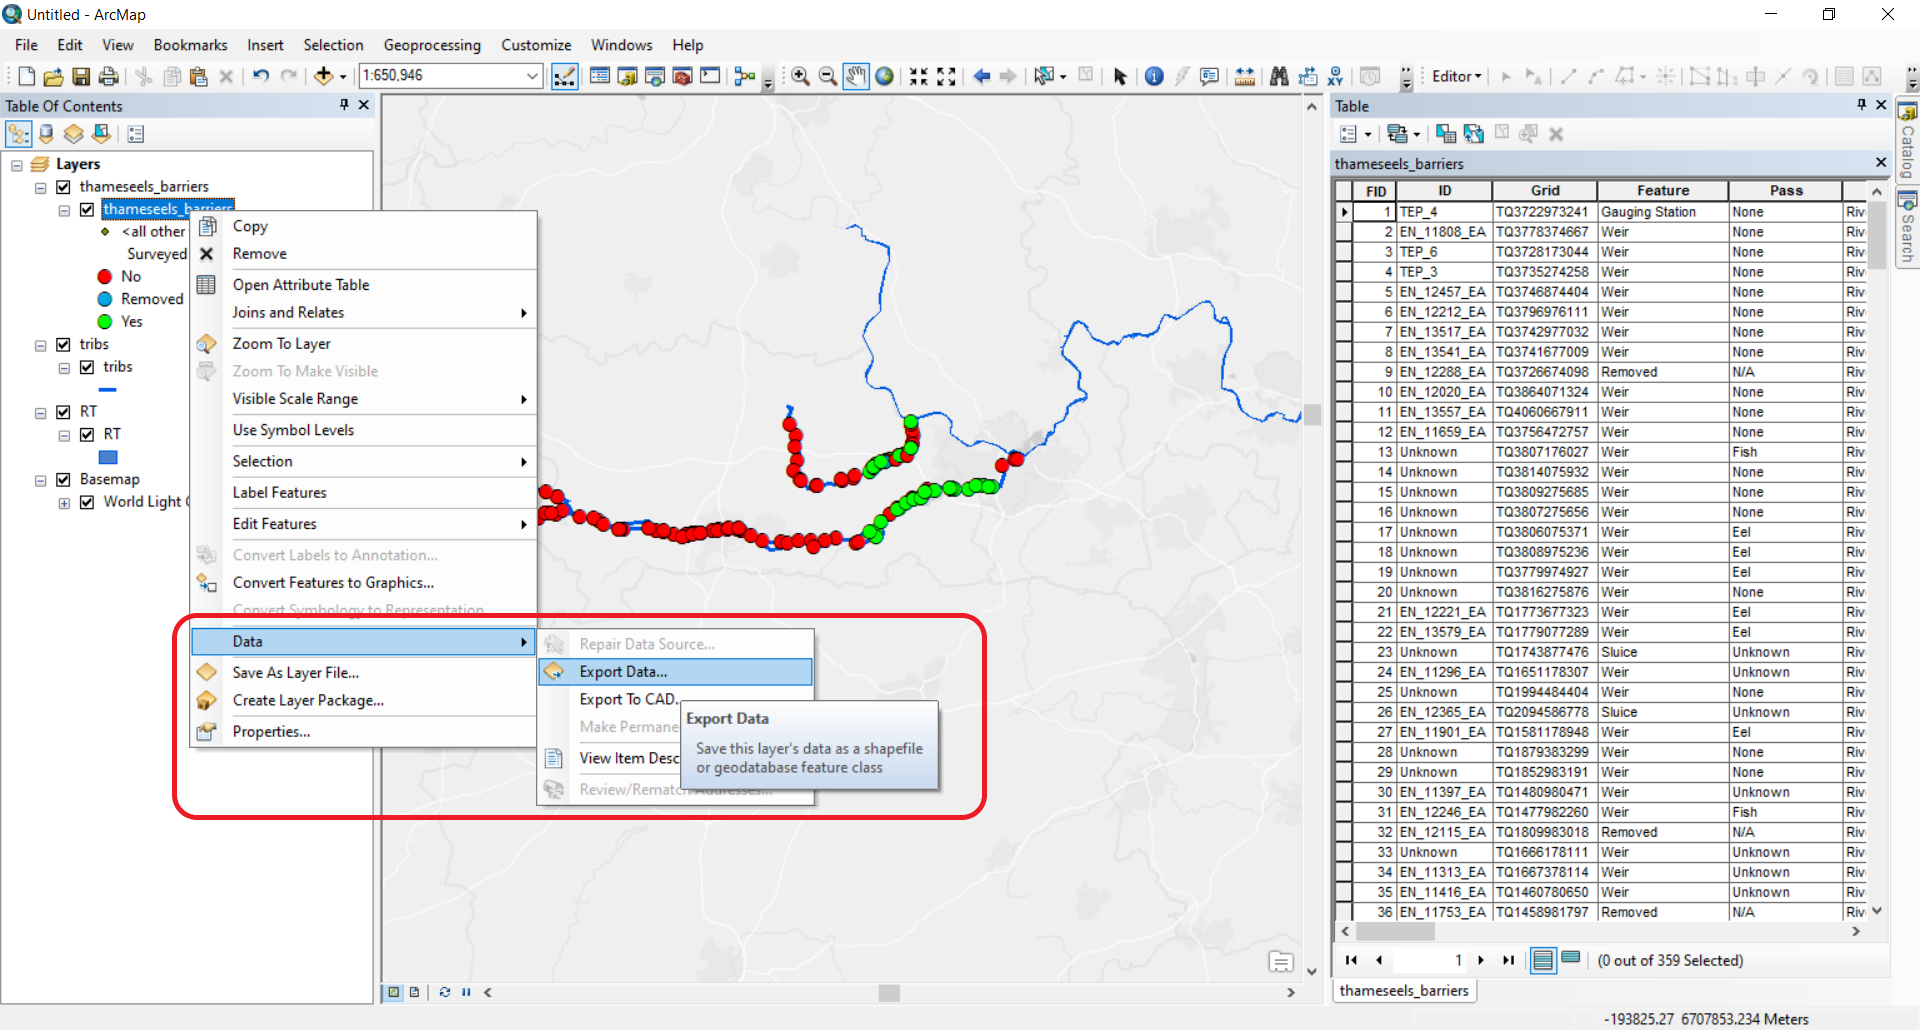 Untitled - ArcMap
File Edit View Bookmarks Insert Selection Geoprocessing Customize Windows Help
1:650,946
XY
Editor
Table Of Contents
Layers
thameseels_barriers
thameseels_barriers
<all other
Surveyed
No
Removed
Yes
tribs
tribs
RT
RT
Basemap
World Light
Copy
Remove
Open Attribute Table
Joins and Relates
Zoom To Layer
Zoom To Make Visible
Visible Scale Range
Use Symbol Levels
Selection
Label Features
Edit Features
Convert Labels to Annotation...
Convert Features to Graphics...
Convert Symbology to Representation
Data
Save As Layer File...
Create Layer Package...
Properties...
Repair Data Source...
Export Data...
Export To CAD...
Make Permane
View Item Desc
Review/Rematch Addresses...
Export Data
Save this layer's data as a shapefile
or geodatabase feature class
Table
thameseels_barriers
FID ID Grid Feature Pass
1 TEP_4 TQ3722973241 Gauging Station None Riv
2 EN_11808_EA TQ3778374667 Weir None Riv
3 TEP_6 TQ3728173044 Weir None Riv
4 TEP_3 TQ3735274258 Weir None Riv
5 EN_12457_EA TQ3746874404 Weir None Riv
6 EN_12212_EA TQ3796976111 Weir None Riv
7 EN_13517_EA TQ3742977032 Weir None Riv
8 EN_13541_EA TQ3741677009 Weir None Riv
9 EN_12288_EA TQ3726674098 Removed N/A Riv
10 EN_12020_EA TQ3864071324 Weir None Riv
11 EN_13557_EA TQ4060667911 Weir None Riv
12 EN_11659_EA TQ3756472757 Weir None Riv
13 Unknown TQ3807176027 Weir Fish Riv
14 Unknown TQ3814075932 Weir None Riv
15 Unknown TQ3809275685 Weir None Riv
16 Unknown TQ3807275656 Weir None Riv
17 Unknown TQ3806075371 Weir Eel Riv
18 Unknown TQ3808975236 Weir Eel Riv
19 Unknown TQ3779974927 Weir Eel Riv
20 Unknown TQ3816275876 Weir None Riv
21 EN_12221_EA TQ1773677323 Weir Eel Riv
22 EN_13579_EA TQ1779077289 Weir Eel Riv
23 Unknown TQ1743877476 Sluice Unknown Riv
24 EN_11296_EA TQ1651178307 Weir Unknown Riv
25 Unknown TQ1994484404 Weir None Riv
26 EN_12365_EA TQ2094586778 Sluice Unknown Riv
27 EN_11901_EA TQ1581178948 Weir Eel Riv
28 Unknown TQ1879383299 Weir None Riv
29 Unknown TQ1852983191 Weir None Riv
30 EN_11397_EA TQ1480980471 Weir Unknown Riv
31 EN_12246_EA TQ1477982260 Weir Fish Riv
32 EN_12115_EA TQ1809983018 Removed N/A Riv
33 Unknown TQ1666178111 Weir Unknown Riv
34 EN_11313_EA TQ1667378114 Weir Unknown Riv
35 EN_11416_EA TQ1460780650 Weir Unknown Riv
36 EN_11753_EA TQ1458981797 Removed N/A Riv
1
(0 out of 359 Selected)
thameseels_barriers
Catalog
Search
-193825.27 6707853.234 Meters